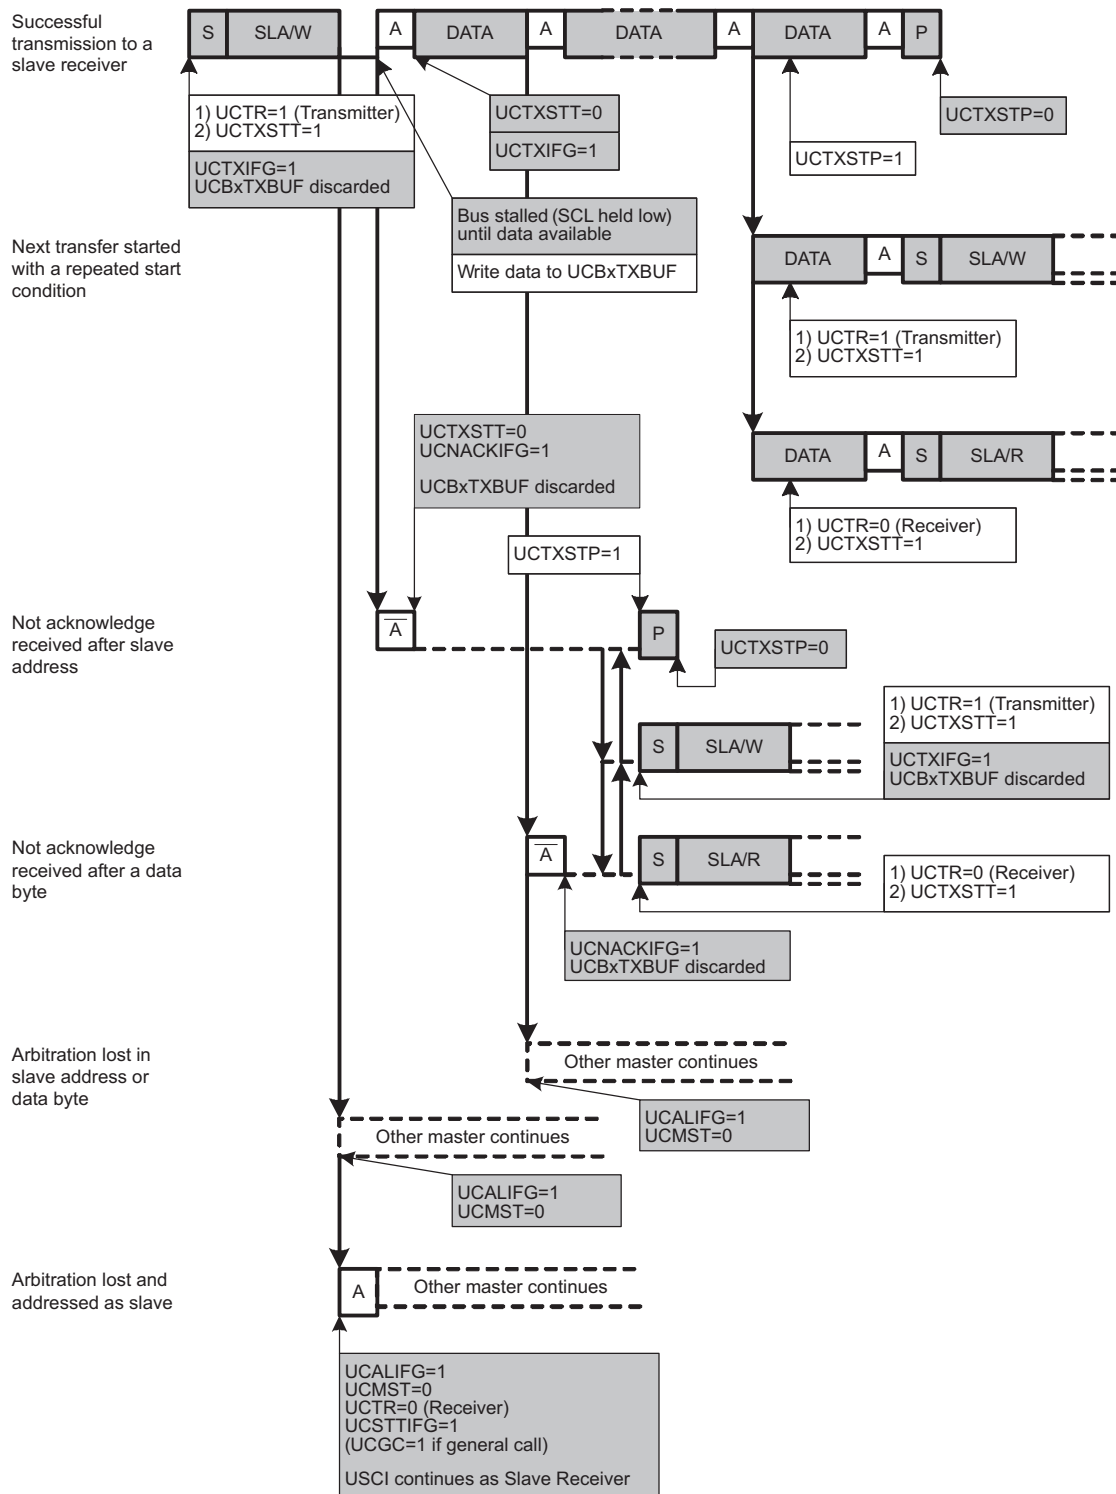 Successful
transmission to a
slave receiver
S SLA/W A DATA A DATA A DATA A P
1) UCTR=1 (Transmitter)
2) UCTXSTT=1
UCTXIFG=1
UCBxTXBUF discarded
UCTXSTT=0
UCTXIFG=1
UCTXSTP=1
UCTXSTP=0
Bus stalled (SCL held low)
until data available
Write data to UCBxTXBUF
Next transfer started
with a repeated start
condition
DATA A S SLA/W
1) UCTR=1 (Transmitter)
2) UCTXSTT=1
DATA A S SLA/R
1) UCTR=0 (Receiver)
2) UCTXSTT=1
UCTXSTT=0
UCNACKIFG=1
UCBxTXBUF discarded
UCTXSTP=1
Not acknowledge
received after slave
address
A̅ P
UCTXSTP=0
S SLA/W
1) UCTR=1 (Transmitter)
2) UCTXSTT=1
UCTXIFG=1
UCBxTXBUF discarded
Not acknowledge
received after a data
byte
A̅ S SLA/R
1) UCTR=0 (Receiver)
2) UCTXSTT=1
UCNACKIFG=1
UCBxTXBUF discarded
Arbitration lost in
slave address or
data byte
Other master continues
UCALIFG=1
UCMST=0
Other master continues
UCALIFG=1
UCMST=0
Arbitration lost and
addressed as slave
A Other master continues
UCALIFG=1
UCMST=0
UCTR=0 (Receiver)
UCSTTIFG=1
(UCGC=1 if general call)
USCI continues as Slave Receiver